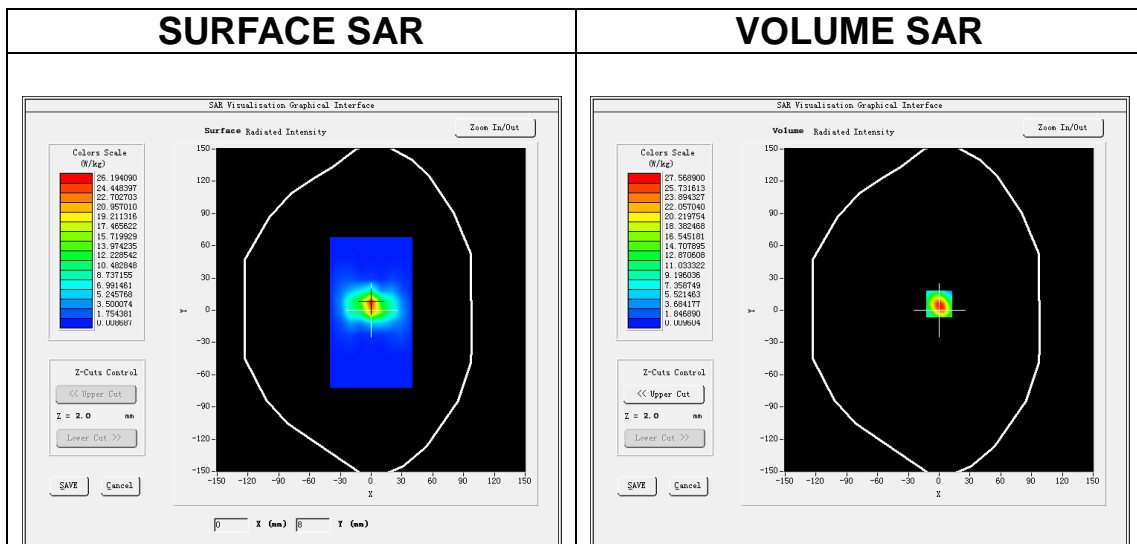 SURFACE SAR
VOLUME SAR
SAR Visualisation Graphical Interface
Surface Radiated Intensity
Zoom In/Out
Colors Scale
(W/kg)
26.194090
24.448397
22.702703
20.957010
19.211316
17.465622
15.719929
13.974235
12.228542
10.482848
8.737155
6.991461
5.245768
3.500074
1.754381
0.008687
Z-Cuts Control
<< Upper Cut
Z = 2.0 mm
Lower Cut >>
SAVE Cancel
150
120
90
60
30
0
-30
-60
-90
-120
-150
Y
-150 -120 -90 -60 -30 0 30 60 90 120 150
X
0 X (mm) 8 Y (mm)
SAR Visualisation Graphical Interface
Volume Radiated Intensity
Zoom In/Out
Colors Scale
(W/kg)
27.568900
25.731613
23.894327
22.057040
20.219754
18.382468
16.545181
14.707895
12.870608
11.033322
9.196036
7.358749
5.521463
3.684177
1.846890
0.009604
Z-Cuts Control
<< Upper Cut
Z = 2.0 mm
Lower Cut >>
SAVE Cancel
150
120
90
60
30
0
-30
-60
-90
-120
-150
Y
-150 -120 -90 -60 -30 0 30 60 90 120 150
X